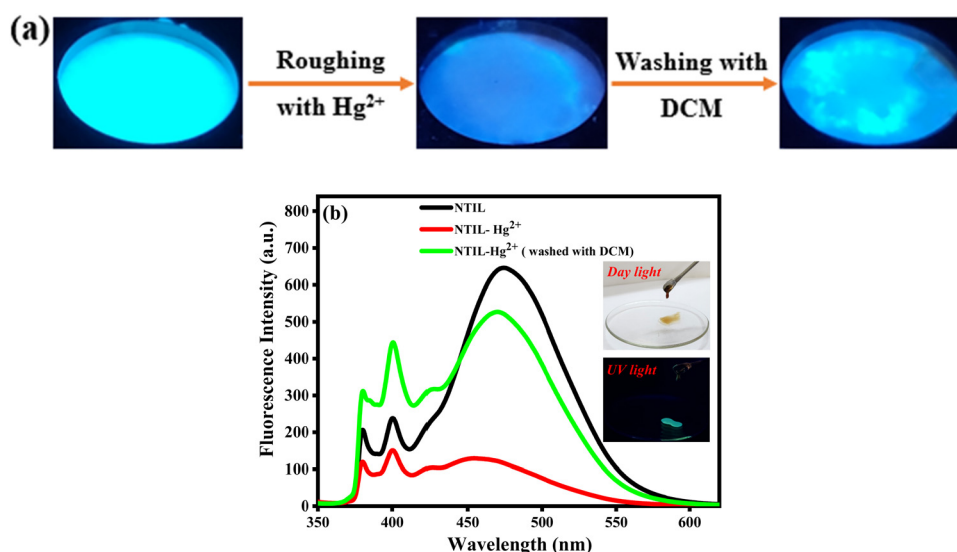 (a)
Roughing
with Hg²⁺
Washing with
DCM
(b)
NTIL
NTIL- Hg²⁺
NTIL-Hg²⁺ ( washed with DCM)
Day light
UV light
Fluorescence Intensity (a.u.)
800
700
600
500
400
300
200
100
0
350
400
450
500
550
600
Wavelength (nm)